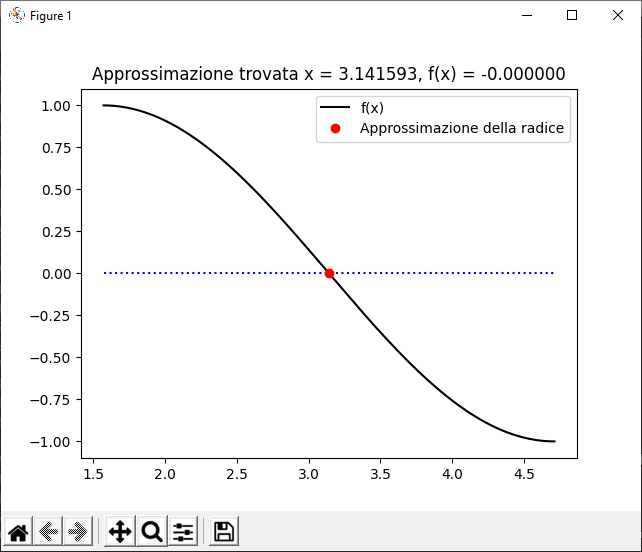 Figure 1
Approssimazione trovata x = 3.141593, f(x) = -0.000000
f(x)
Approssimazione della radice
1.00
0.75
0.50
0.25
0.00
−0.25
−0.50
−0.75
−1.00
1.5 2.0 2.5 3.0 3.5 4.0 4.5